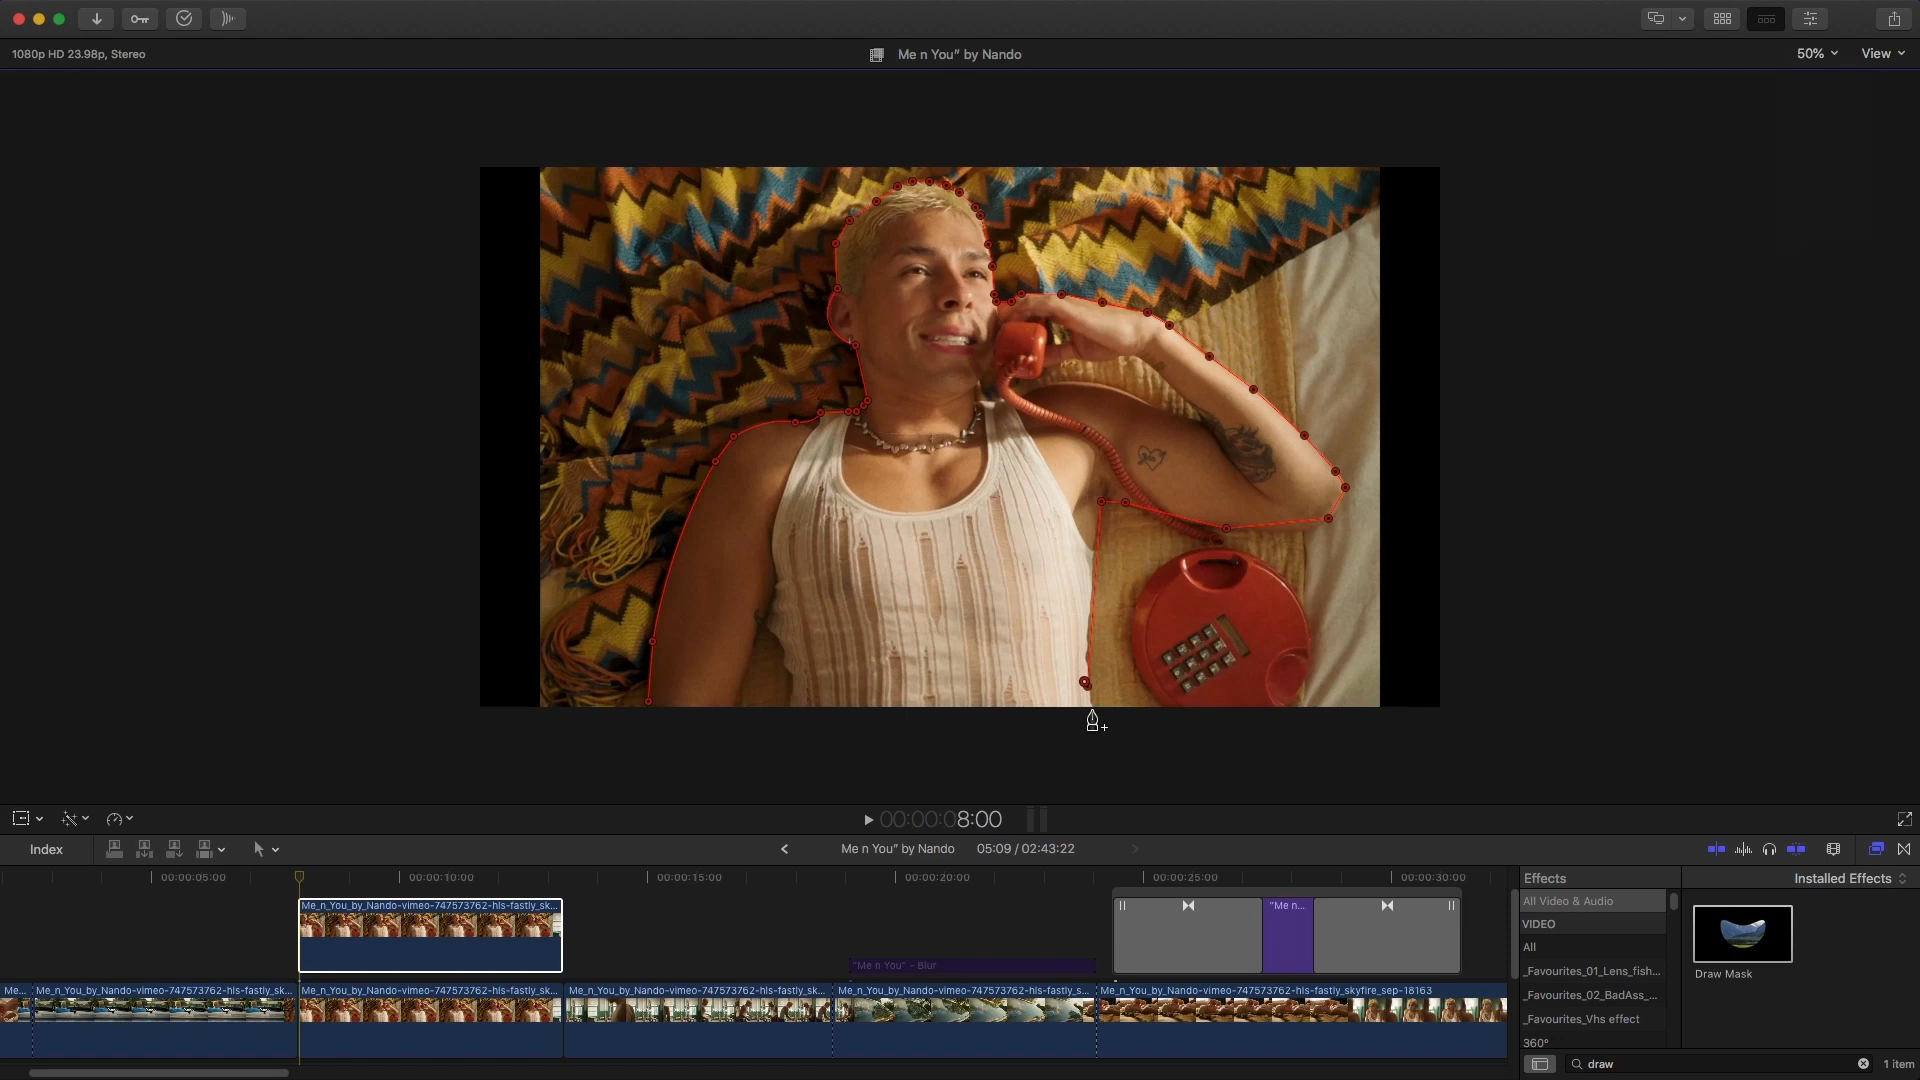 1080p HD 23.98p, Stereo
Me n You" by Nando
50%
View
00:00:08:00
Index
Me n You" by Nando
05:09 / 02:43:22
00:00:05:00
00:00:10:00
00:00:15:00
00:00:20:00
00:00:25:00
00:00:30:00
Effects
Installed Effects
Me_n_You_by_Nando-vimeo-747573762-hls-fastly_sk...
"Me n...
All Video & Audio
VIDEO
All
"Me n You" - Blur
_Favourites_01_Lens_fish...
Draw Mask
Me...
Me_n_You_by_Nando-vimeo-747573762-hls-fastly_sk...
Me_n_You_by_Nando-vimeo-747573762-hls-fastly_sk...
Me_n_You_by_Nando-vimeo-747573762-hls-fastly_sk...
Me_n_You_by_Nando-vimeo-747573762-hls-fastly_s...
Me_n_You_by_Nando-vimeo-747573762-hls-fastly_skyfire_sep-18163
_Favourites_02_BadAss_...
_Favourites_Vhs effect
360°
draw
1 item